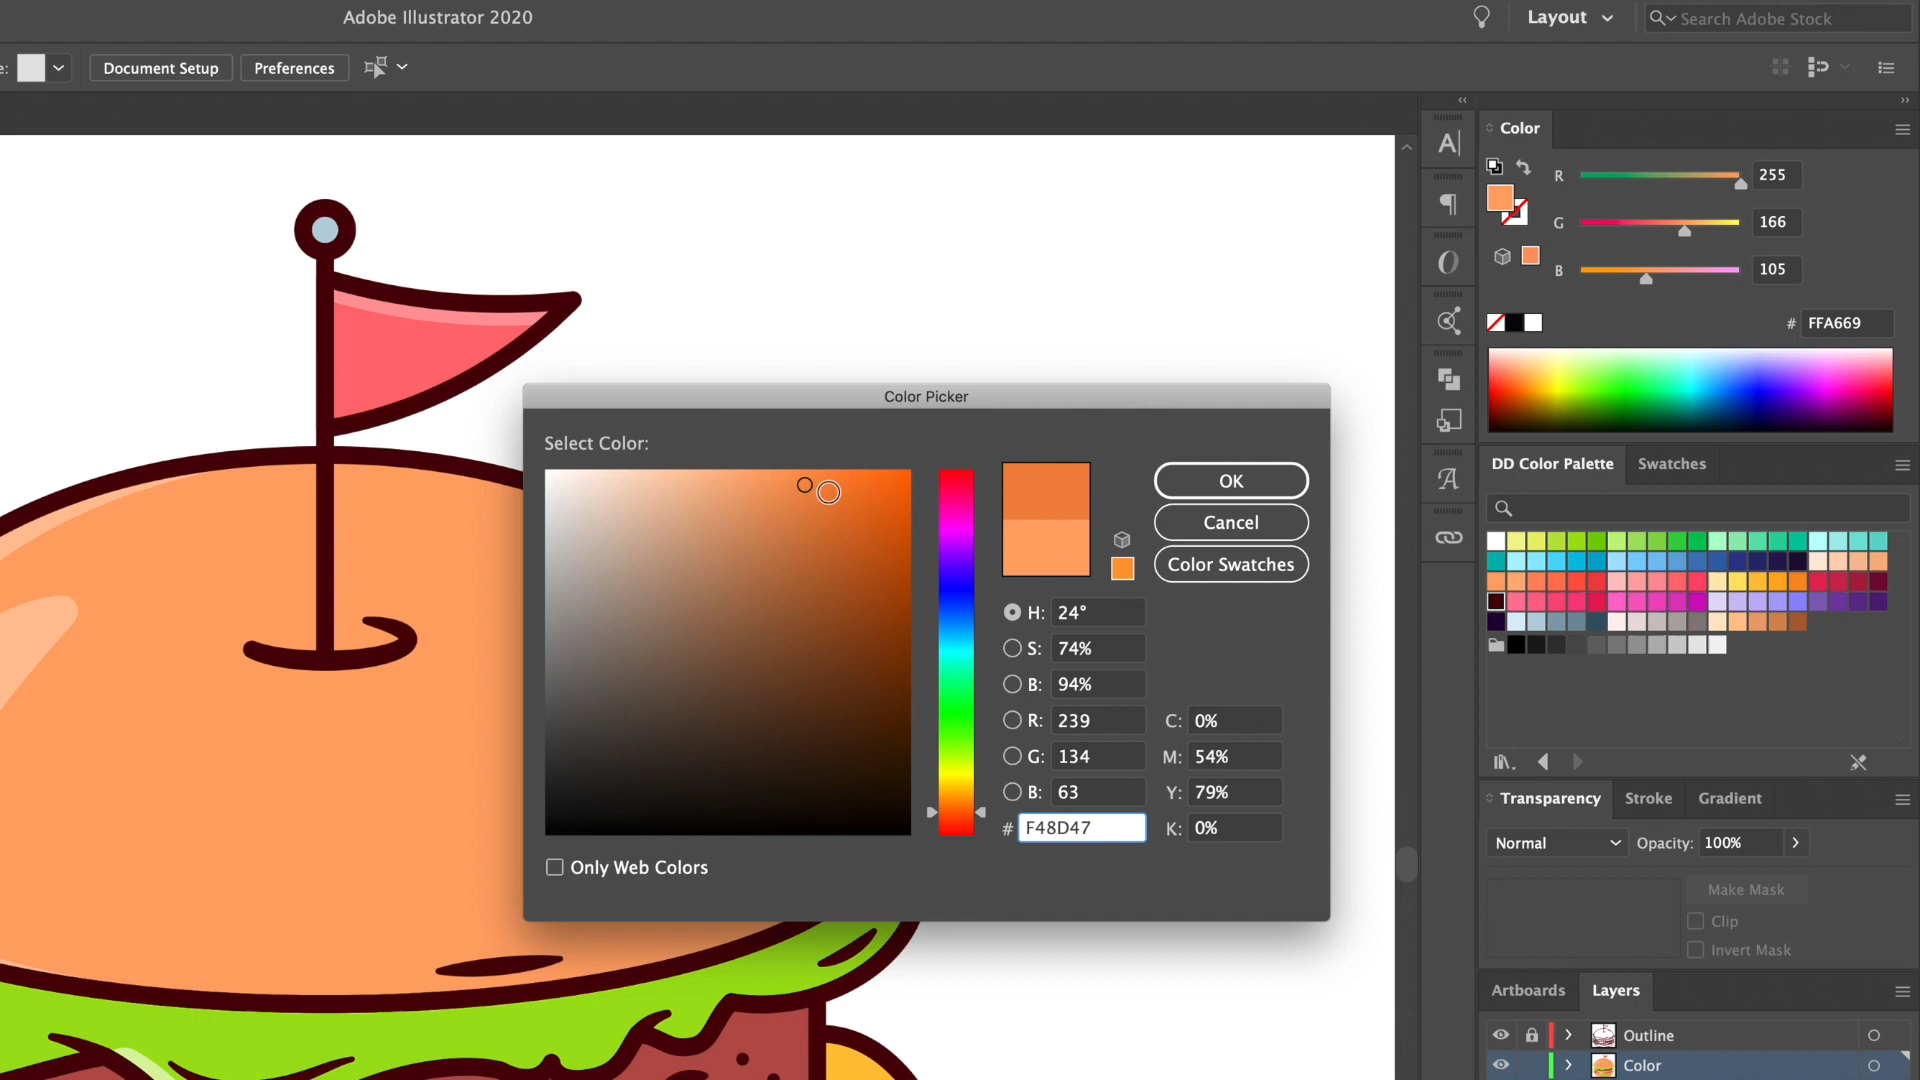 Adobe Illustrator 2020
Layout
Search Adobe Stock
e:
Document Setup
Preferences
Color
R
255
G
166
B
105
# FFA669
DD Color Palette
Swatches
Color Picker
Select Color:
OK
Cancel
Color Swatches
H: 24°
S: 74%
B: 94%
R: 239
C: 0%
G: 134
M: 54%
B: 63
Y: 79%
# F48D47
K: 0%
Only Web Colors
Transparency
Stroke
Gradient
Normal
Opacity: 100%
Make Mask
Clip
Invert Mask
Artboards
Layers
Outline
Color